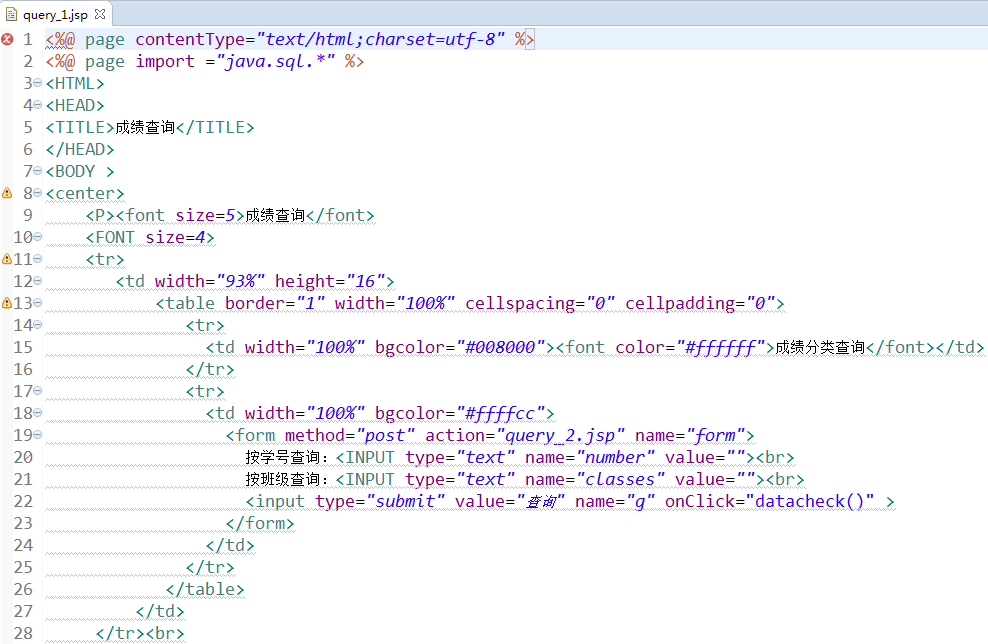 query_1.jsp
1 <%@ page contentType="text/html;charset=utf-8" %>
2 <%@ page import ="java.sql.*" %>
3 <HTML>
4 <HEAD>
5 <TITLE>成绩查询</TITLE>
6 </HEAD>
7 <BODY >
8 <center>
9     <P><font size=5>成绩查询</font>
10     <FONT size=4>
11     <tr>
12        <td width="93%" height="16">
13            <table border="1" width="100%" cellspacing="0" cellpadding="0">
14               <tr>
15                 <td width="100%" bgcolor="#008000"><font color="#ffffff">成绩分类查询</font></td>
16               </tr>
17               <tr>
18                 <td width="100%" bgcolor="#ffffcc">
19                   <form method="post" action="query_2.jsp" name="form">
20                     按学号查询：<INPUT type="text" name="number" value=""><br>
21                     按班级查询：<INPUT type="text" name="classes" value=""><br>
22                     <input type="submit" value="查询" name="g" onClick="datacheck()" >
23                   </form>
24                 </td>
25               </tr>
26             </table>
27          </td>
28      </tr><br>